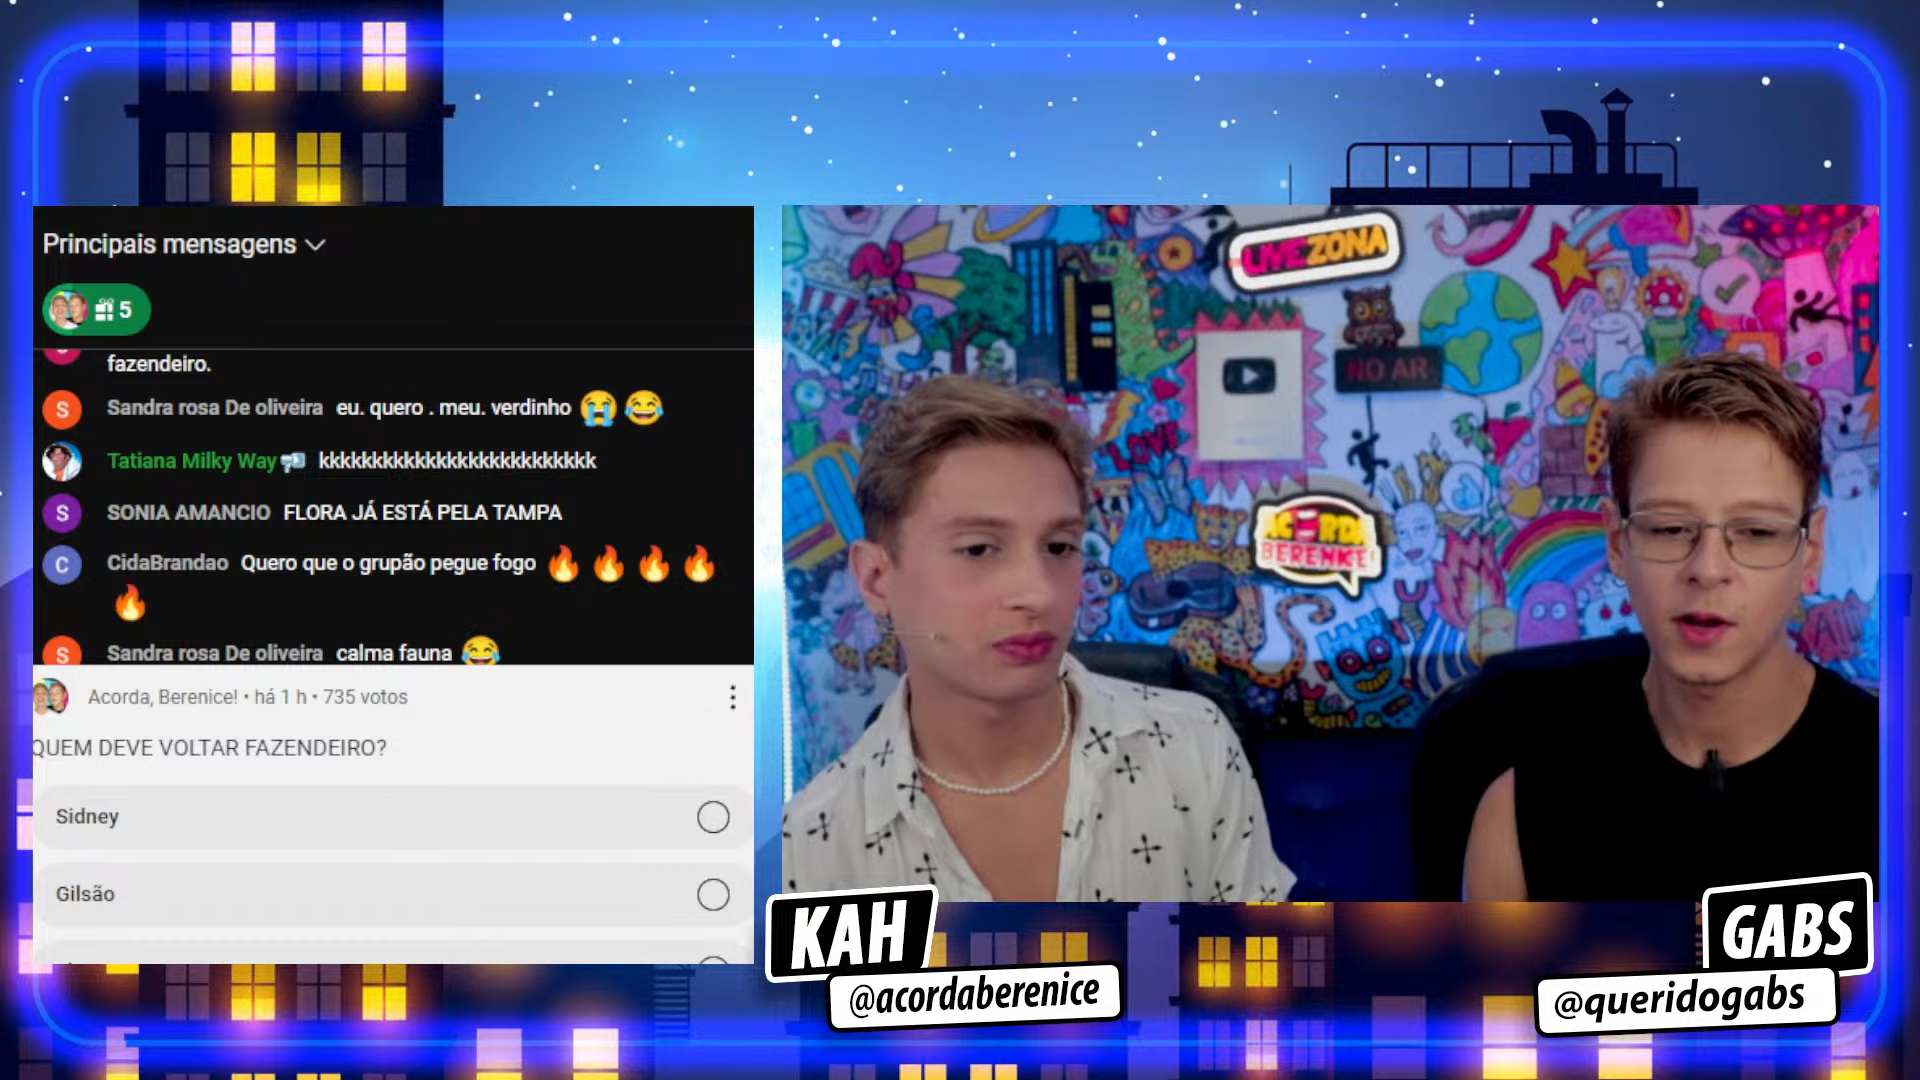 Principais mensagens
5
fazendeiro.
S Sandra rosa De oliveira eu. quero . meu. verdinho 😭 😂
Tatiana Milky Way kkkkkkkkkkkkkkkkkkkkkkkkkk
S SONIA AMANCIO FLORA JÁ ESTÁ PELA TAMPA
C CidaBrandao Quero que o grupão pegue fogo 🔥 🔥 🔥 🔥
🔥
S Sandra rosa De oliveira calma fauna 😂
Acorda, Berenice! • há 1 h • 735 votos
QUEM DEVE VOLTAR FAZENDEIRO?
Sidney
Gilsão
LIVEZONA
NO AR
LOVE
ACORDA
BERENICE!
KAH
@acordaberenice
GABS
@queridogabs